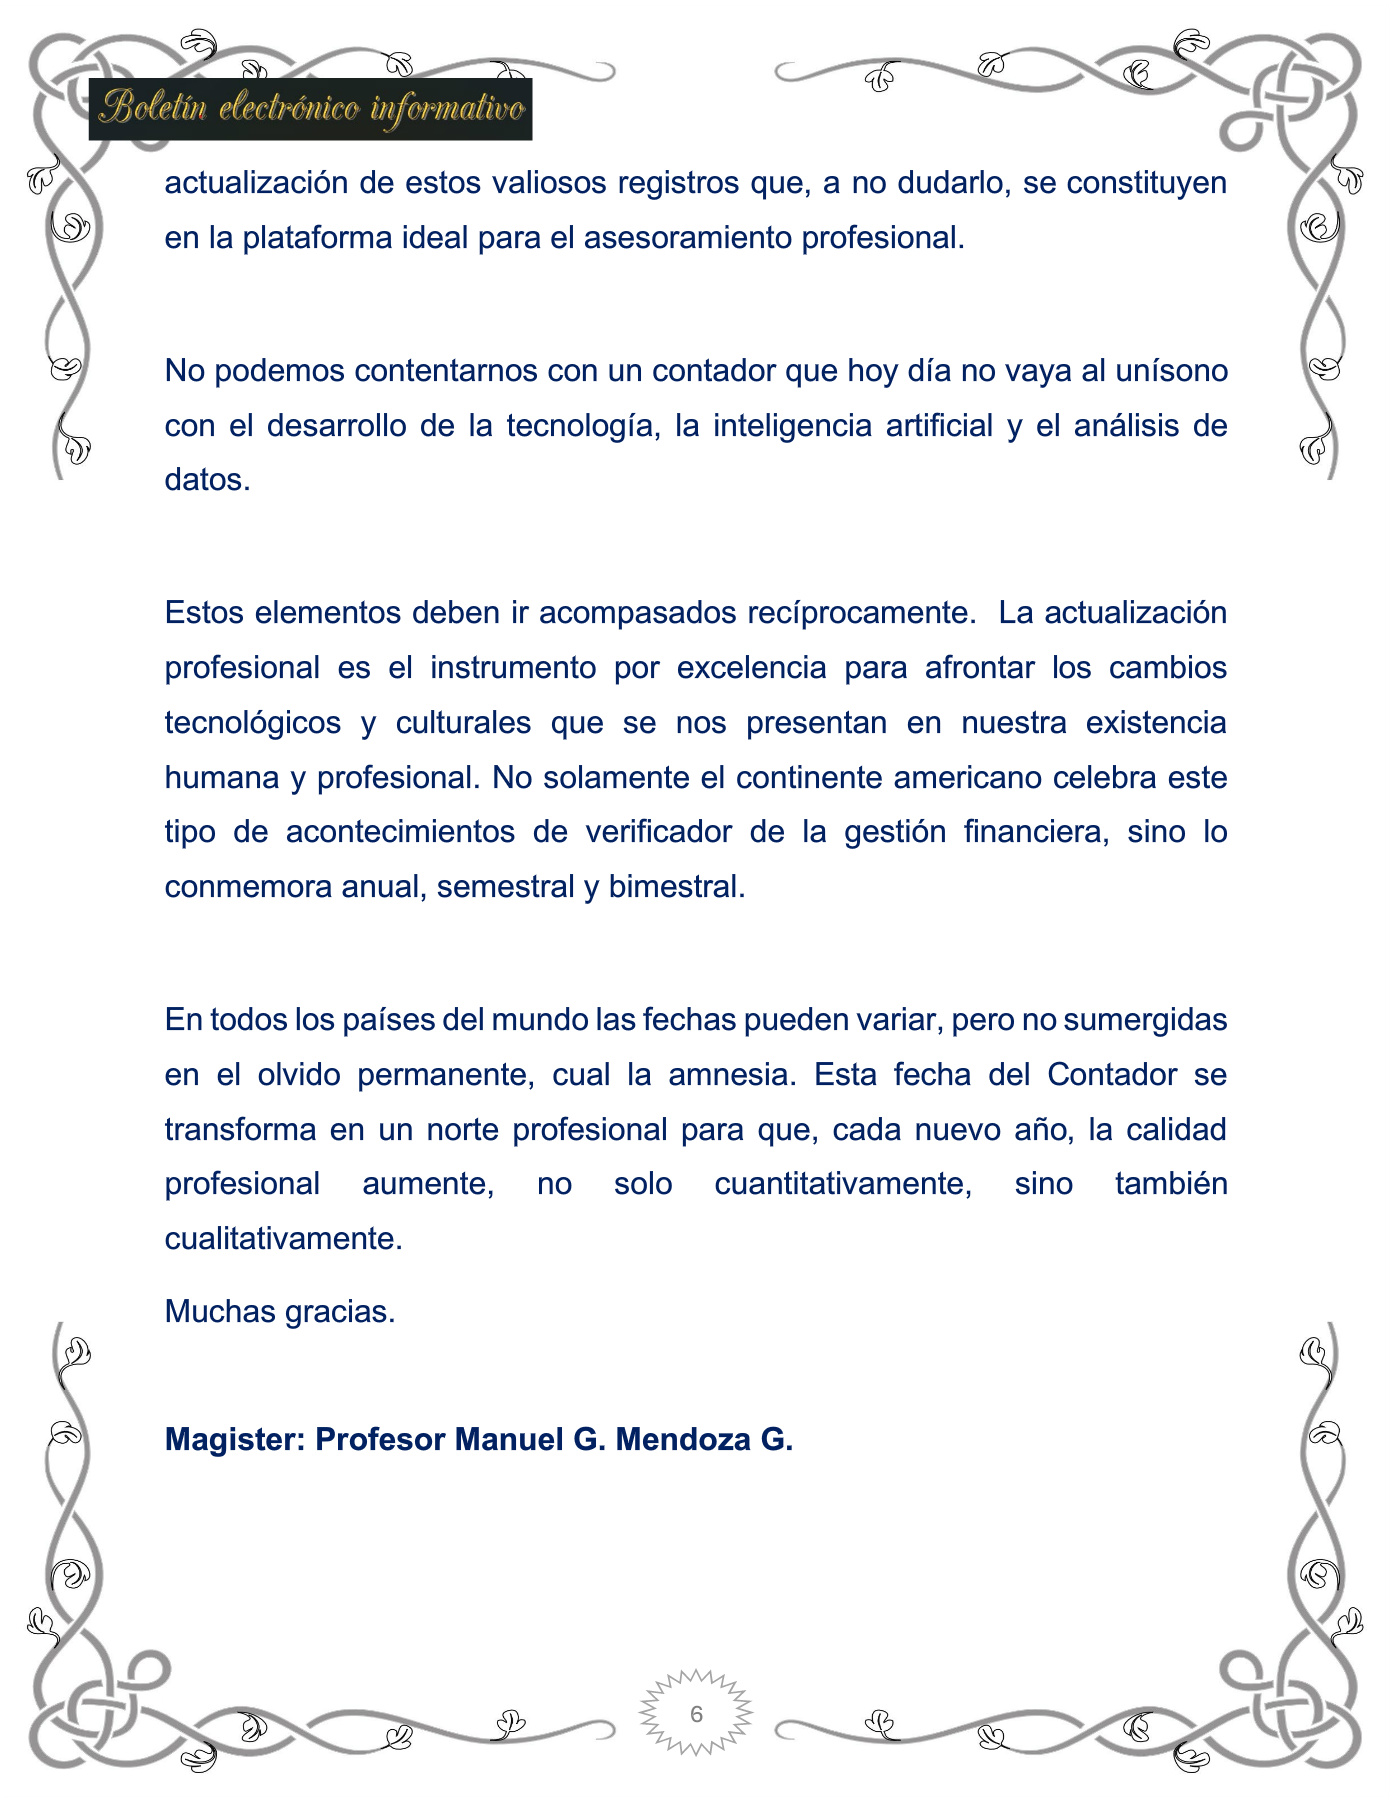 Boletín electrónico informativo
actualización de estos valiosos registros que, a no dudarlo, se constituyen
en la plataforma ideal para el asesoramiento profesional.
No podemos contentarnos con un contador que hoy día no vaya al unísono
con el desarrollo de la tecnología, la inteligencia artificial y el análisis de
datos.
Estos elementos deben ir acompasados recíprocamente.  La actualización
profesional es el instrumento por excelencia para afrontar los cambios
tecnológicos y culturales que se nos presentan en nuestra existencia
humana y profesional. No solamente el continente americano celebra este
tipo de acontecimientos de verificador de la gestión financiera, sino lo
conmemora anual, semestral y bimestral.
En todos los países del mundo las fechas pueden variar, pero no sumergidas
en el olvido permanente, cual la amnesia. Esta fecha del Contador se
transforma en un norte profesional para que, cada nuevo año, la calidad
profesional aumente, no solo cuantitativamente, sino también
cualitativamente.
Muchas gracias.
Magister: Profesor Manuel G. Mendoza G.
6